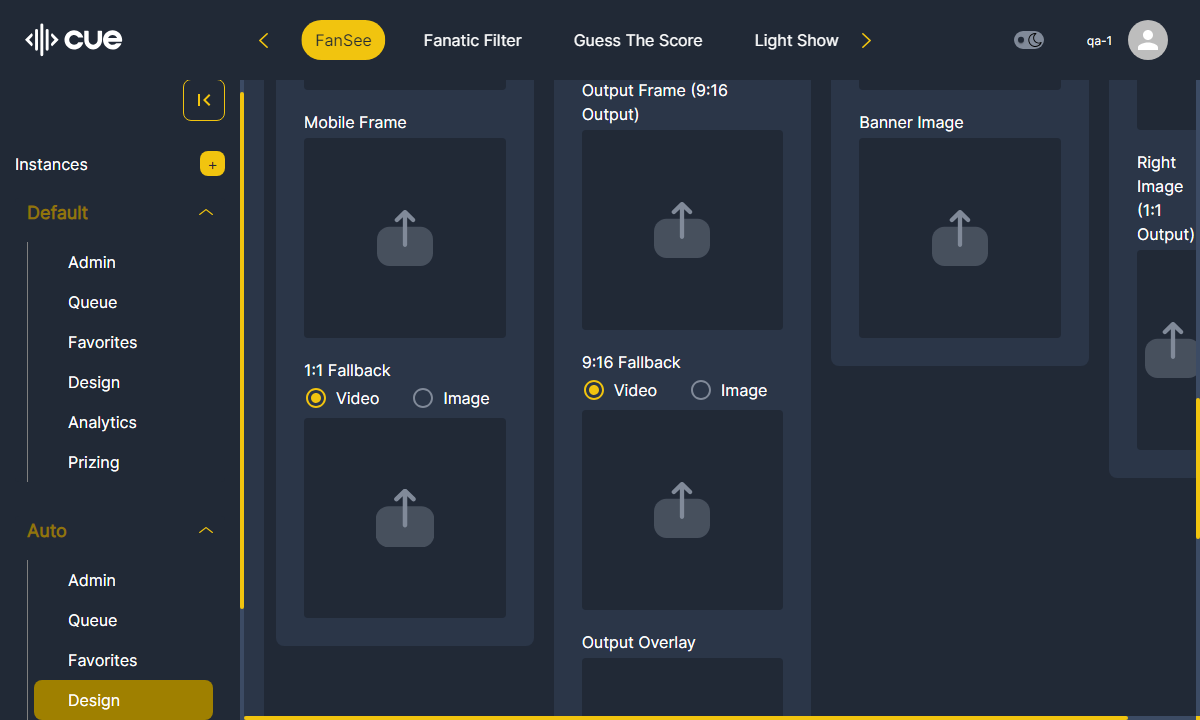 cue
FanSee
Fanatic Filter
Guess The Score
Light Show
qa-1
Instances
+
Default
Admin
Queue
Favorites
Design
Analytics
Prizing
Auto
Admin
Queue
Favorites
Design
Mobile Frame
1:1 Fallback
Video
Image
Output Frame (9:16
Output)
9:16 Fallback
Video
Image
Output Overlay
Banner Image
Right
Image
(1:1
Output)